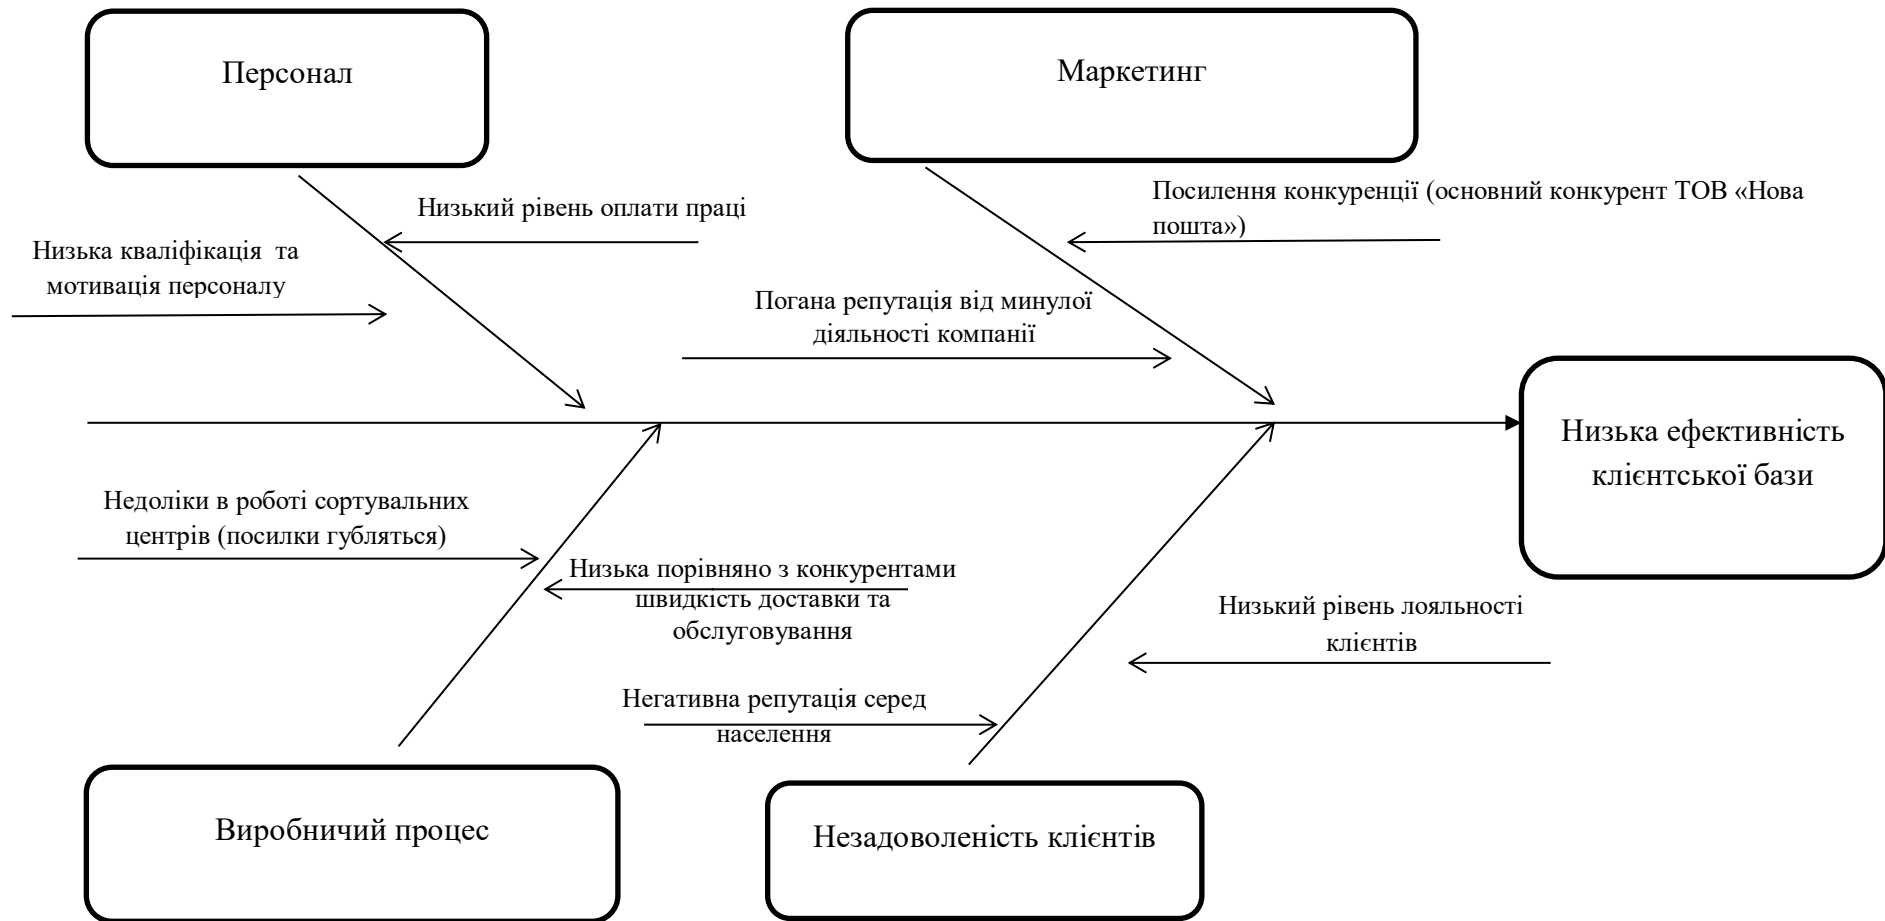 Персонал
Маркетинг
Низький рівень оплати праці
Посилення конкуренції (основний конкурент ТОВ «Нова
пошта»)
Низька кваліфікація та
мотивація персоналу
Погана репутація від минулої
діяльності компанії
Низька ефективність
клієнтської бази
Недоліки в роботі сортувальних
центрів (посилки губляться)
Низька порівняно з конкурентами
швидкість доставки та
обслуговування
Низький рівень лояльності
клієнтів
Негативна репутація серед
населення
Виробничий процес
Незадоволеність клієнтів